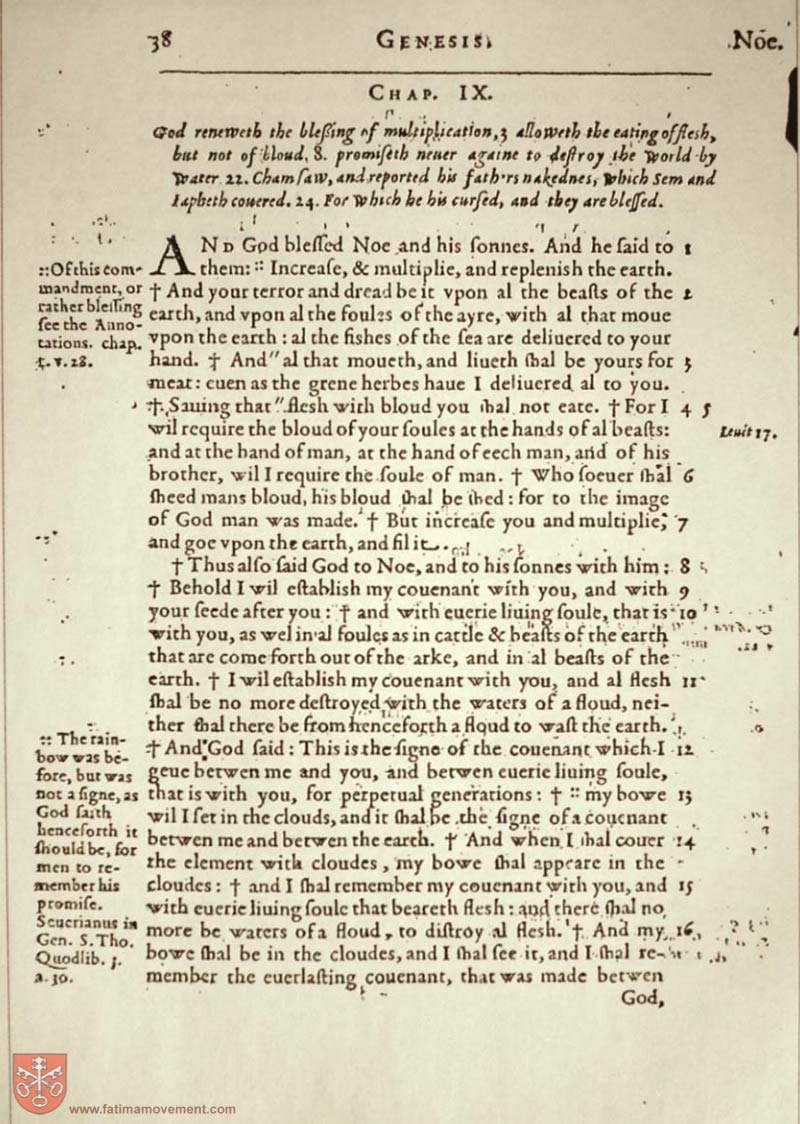 38 GENESIS. Nóe.
CHAP. IX.
God reneweth the bleſsing of multiplication, 3 alloweth the eating of flesh,
but not of bloud, 8. promiseth neuer againe to deſtroy the World by
Water 22. Cham ſaw, and reported his fathers nakednes, Which Sem and
Iapheth couered. 24. For Which he his curſed, and they are bleſſed.
AND God bleſſed Noe and his ſonnes. And he ſaid to 1
them: :: Increaſe, & multiplie, and replenish the earth.
† And your terror and dread be it vpon al the beaſts of the 2
earth, and vpon al the foules of the ayre, with al that moue
vpon the earth : al the fishes of the ſea are deliuered to your
hand. † And" al that moueth, and liueth ſhal be yours for 3
meat: euen as the grene herbes haue I deliuered al to you.
† Sauing that" flesh with bloud you ſhal not eate. † For I 4 5
wil require the bloud of your ſoules at the hands of al beaſts:
and at the hand of man, at the hand of eech man, and of his
brother, wil I require the ſoule of man. † Who ſoeuer ſhal 6
ſheed mans bloud, his bloud ſhal be ſhed : for to the image
of God man was made. † But increaſe you and multiplie, 7
and goe vpon the earth, and fil it.
† Thus alſo ſaid God to Noe, and to his ſonnes with him : 8
† Behold I wil eſtablish my couenant with you, and with 9
your ſeede after you : † and with euerie liuing ſoule, that is 10
with you, as wel in al foules as in cattle & beaſts of the earth
that are come forth out of the arke, and in al beaſts of the
earth. † I wil eſtablish my couenant with you, and al flesh 11
ſhal be no more deſtroyed with the waters of a floud, nei-
ther ſhal there be from henceforth a floud to waſt the earth.
† And God ſaid : This is the ſigne of the couenant which I 12
geue betwen me and you, and betwen euerie liuing ſoule,
that is with you, for perpetual generations : † :: my bowe 13
wil I ſet in the clouds, and it ſhal be the ſigne of a couenant
betwen me and betwen the earth. † And when I ſhal couer 14
the element with cloudes, my bowe ſhal appeare in the
cloudes : † and I ſhal remember my couenant with you, and 15
with euerie liuing ſoule that beareth flesh : and there ſhal no
more be waters of a floud, to diſtroy al flesh. † And my 16
bowe ſhal be in the cloudes, and I ſhal ſee it, and I ſhal re-
member the euerlaſting couenant, that was made betwen
God,
::Of this com-
mandment, or
rather bleſſing
ſee the Anno-
tations. chap.
1. v. 28.
Leuit 17.
:: The rain-
bow was be-
fore, but was
not a ſigne, as
God ſaith
henceforth it
ſhould be, for
men to re-
member his
promiſe.
Seuerianus in
Gen. S. Tho.
Quodlib. 3.
a. 30.
www.fatimamovement.com